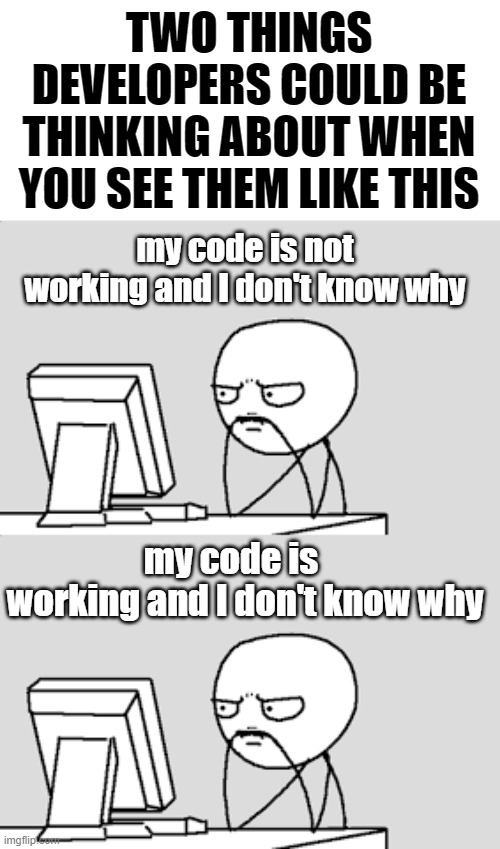 TWO THINGS
DEVELOPERS COULD BE
THINKING ABOUT WHEN
YOU SEE THEM LIKE THIS
my code is not
working and I don't know why
my code is
working and I don't know why
imgflip.com